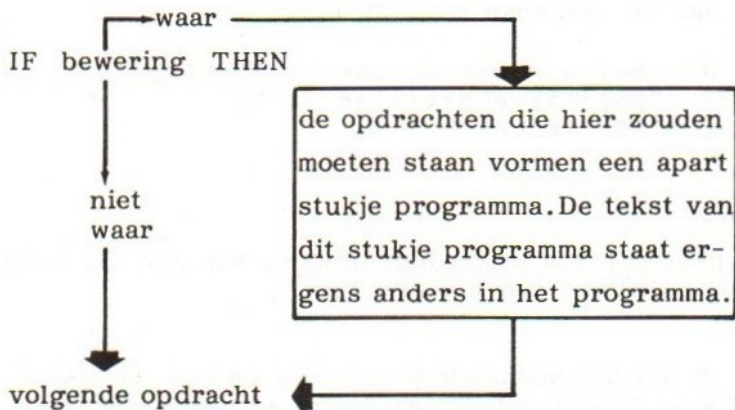 waar
IF bewering THEN
de opdrachten die hier zouden
moeten staan vormen een apart
stukje programma.De tekst van
dit stukje programma staat er-
gens anders in het programma.
niet
waar
volgende opdracht